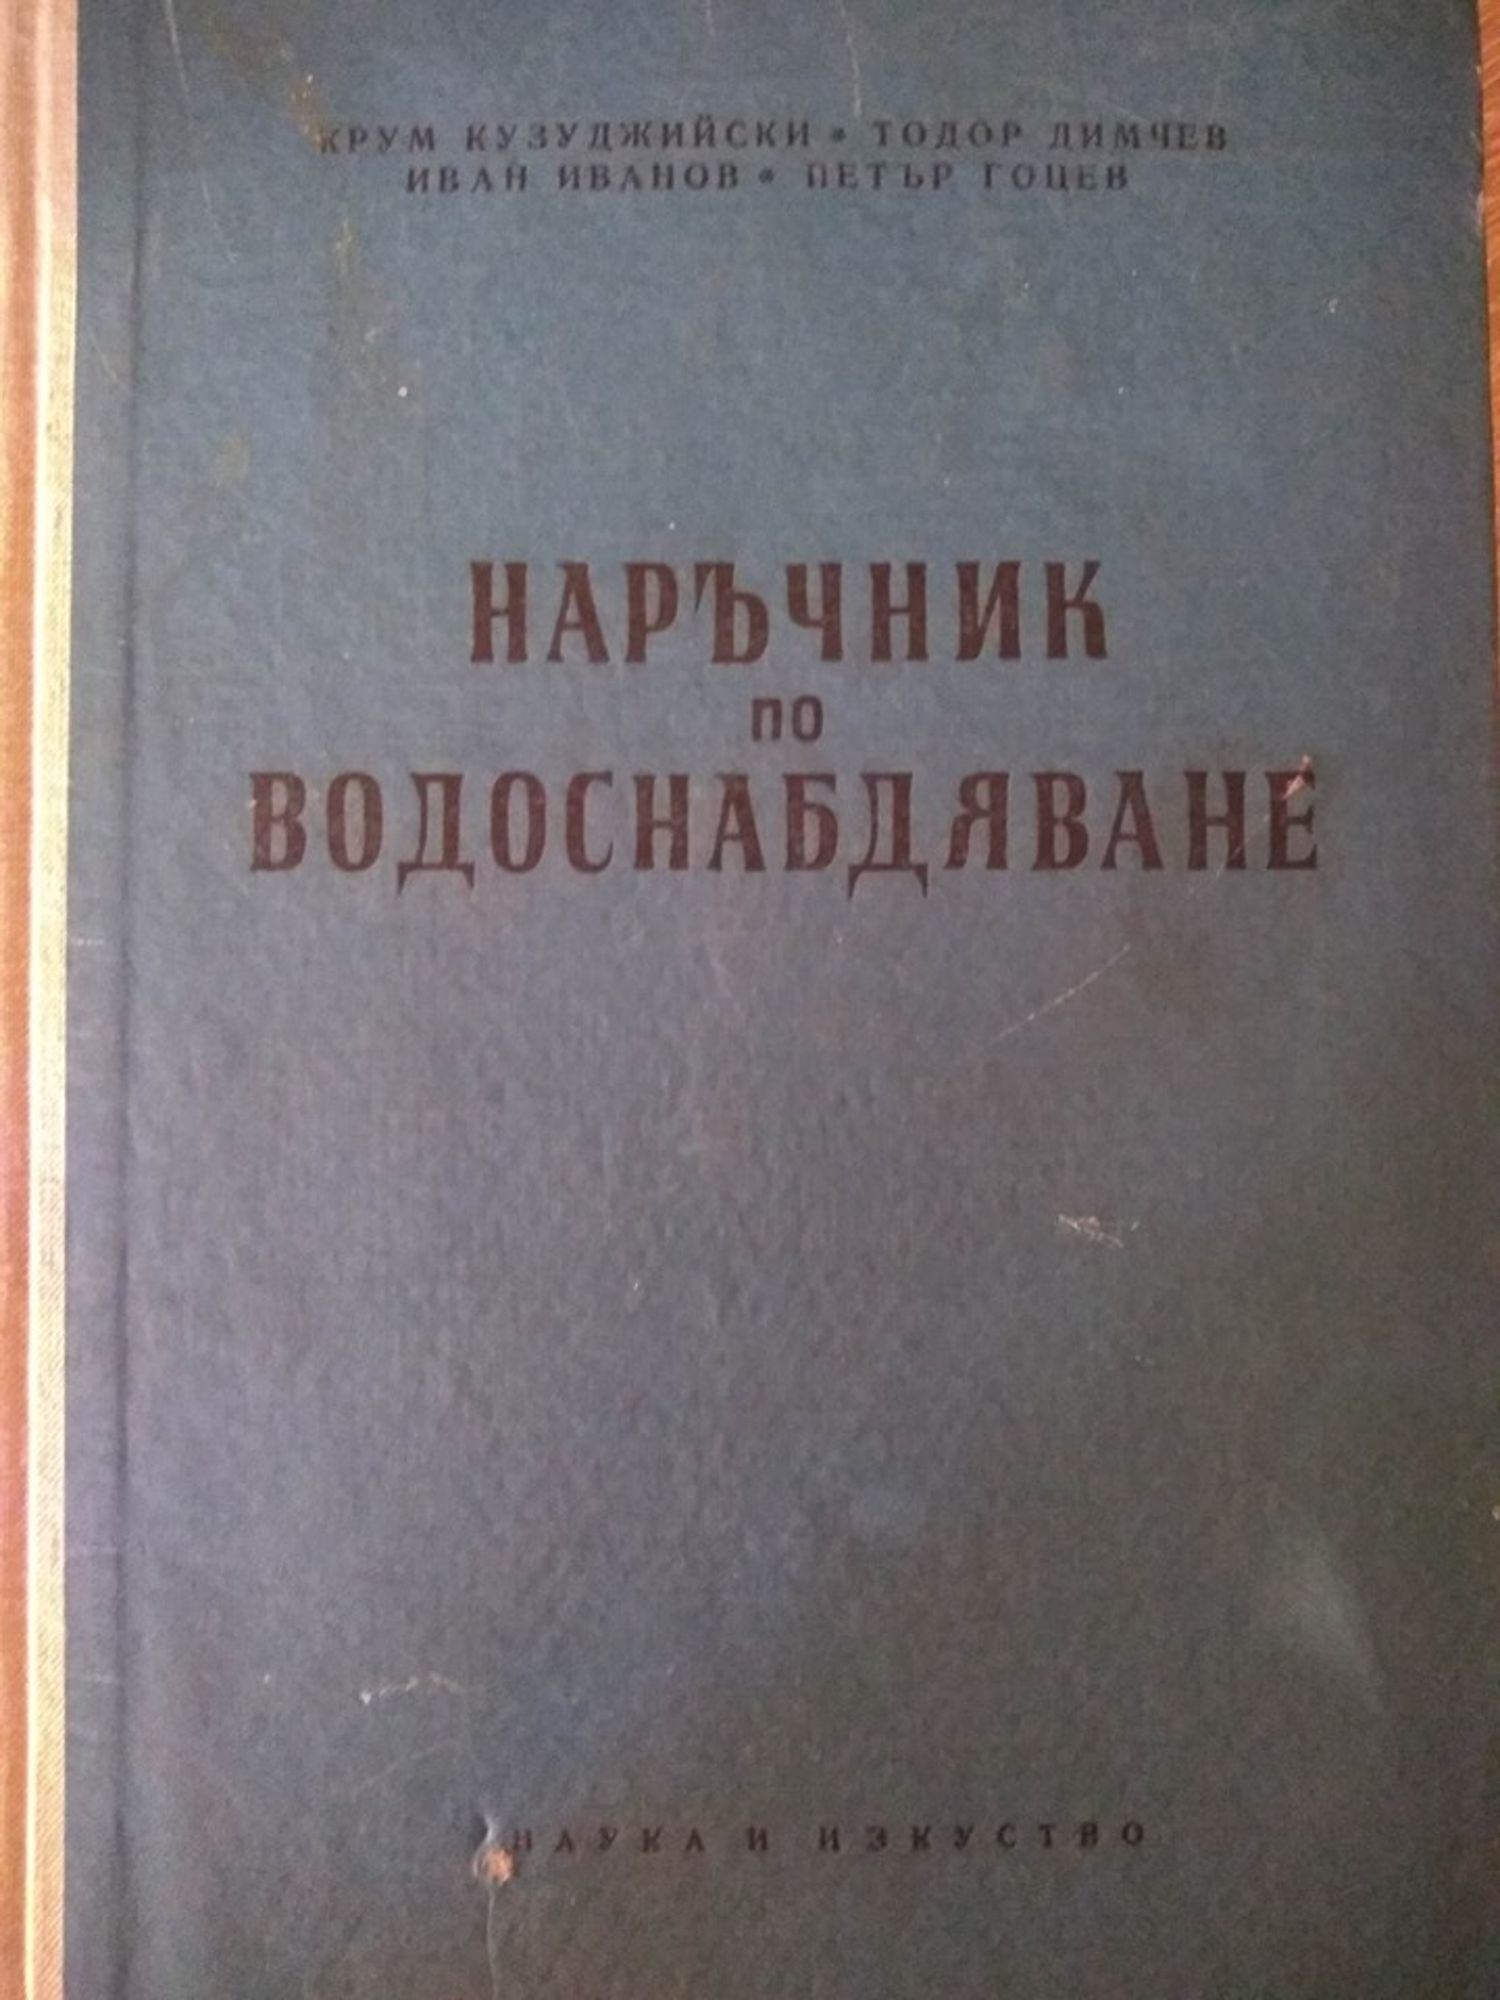 КРУМ КУЗУДЖИЙСКИ • ТОДОР ДИМЧЕВ
ИВАН ИВАНОВ • ПЕТЪР ГОЦЕВ
НАРЪЧНИК
ПО
ВОДОСНАБДЯВАНЕ
НАУКА И ИЗКУСТВО